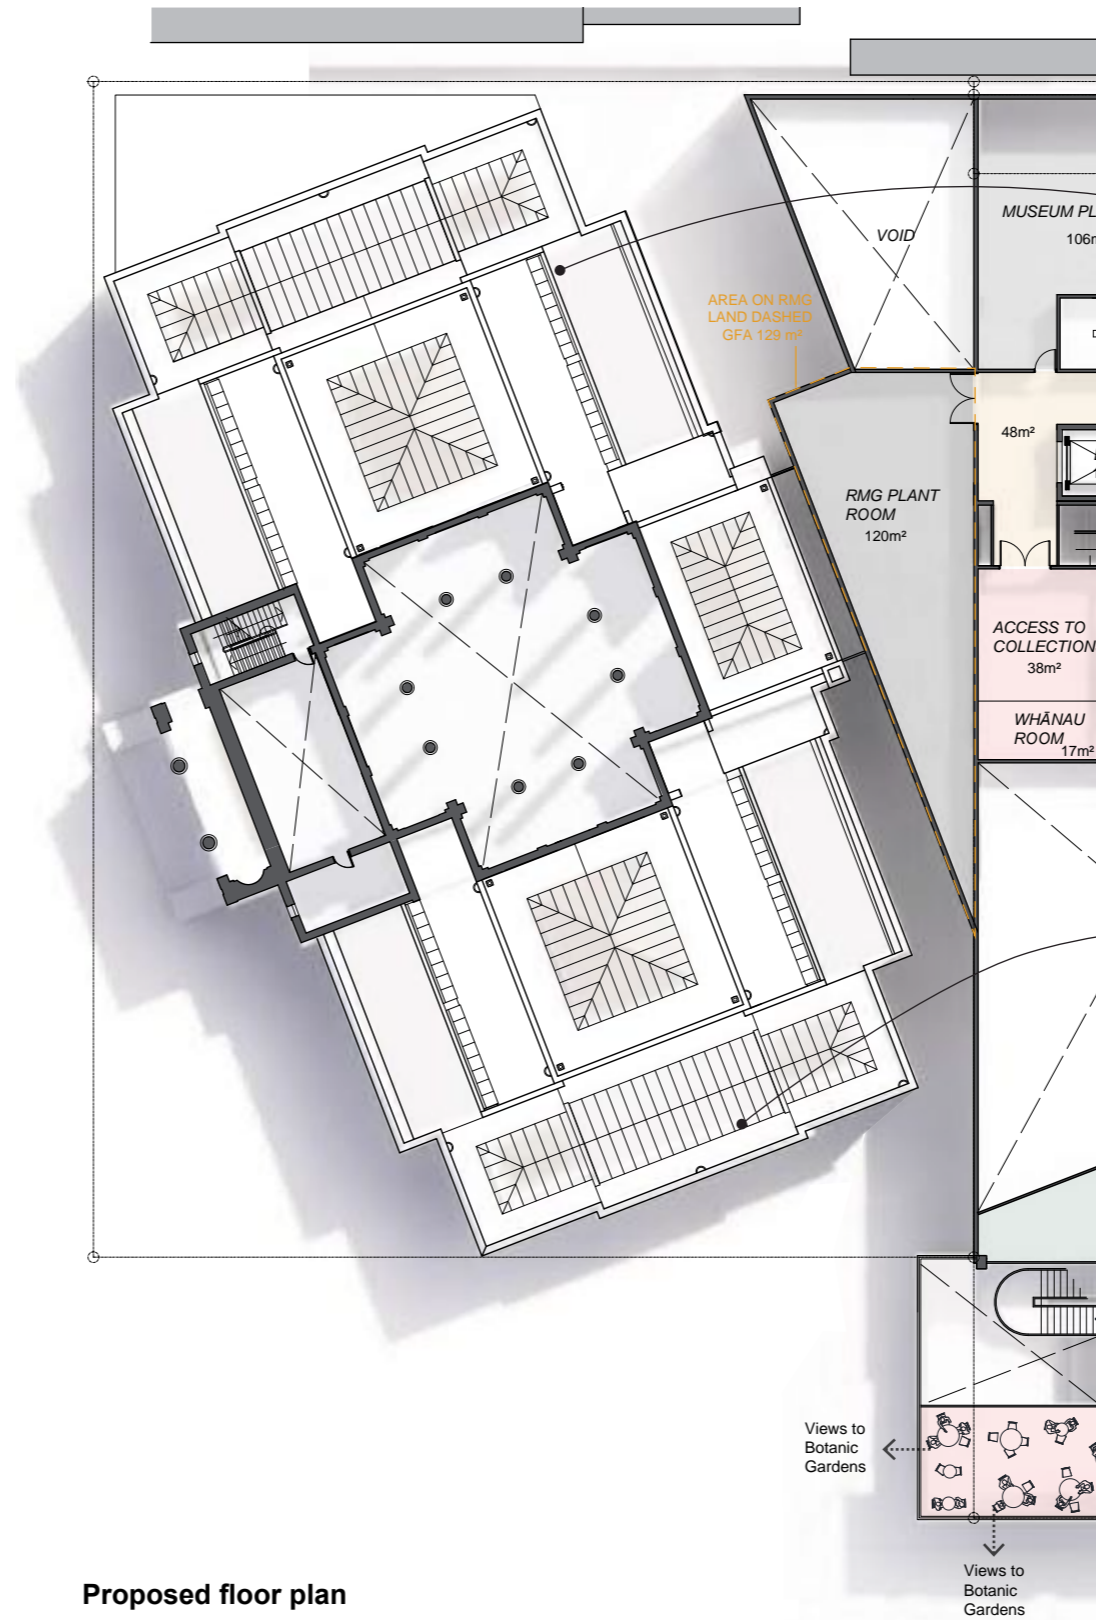 MUSEUM PL
106m
VOID
AREA ON RMG
LAND DASHED
GFA 129 m²
48m²
RMG PLANT
ROOM
120m²
ACCESS TO
COLLECTION
38m²
WHĀNAU
ROOM
17m²
Views to
Botanic
Gardens
Views to
Botanic
Gardens
Proposed floor plan